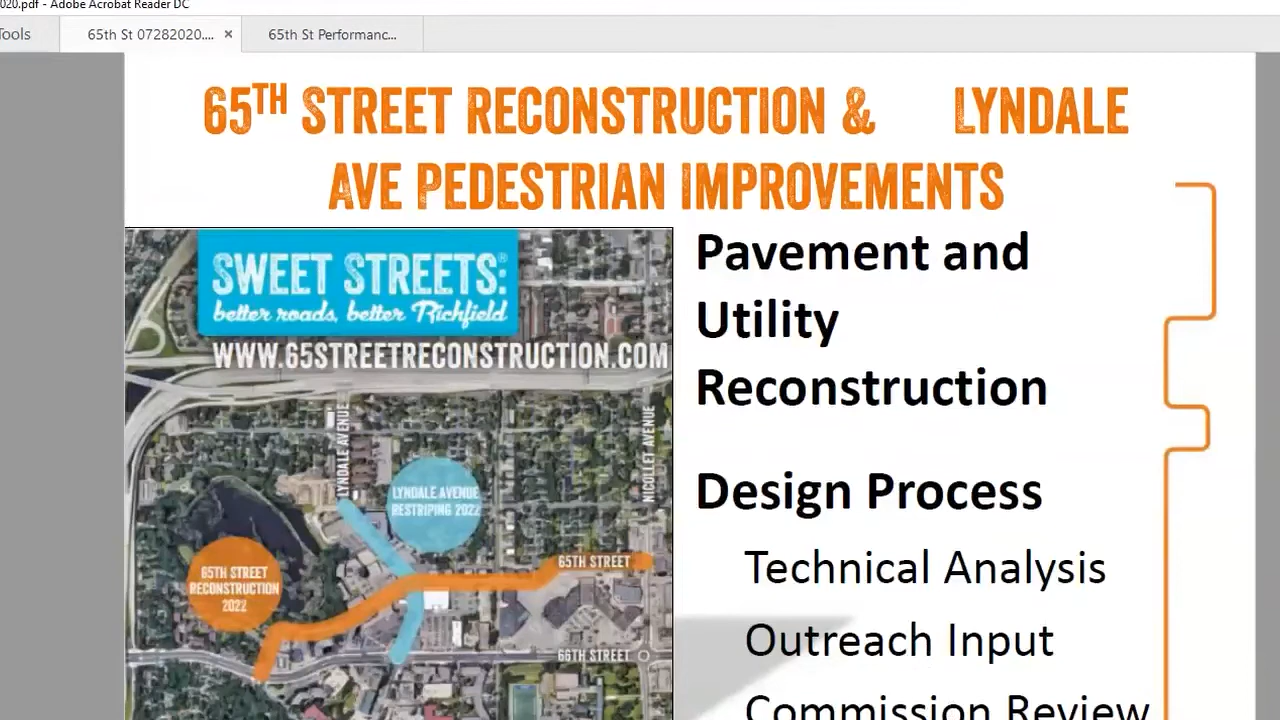 020.pdf - Adobe Acrobat Reader DC
Tools
65th St 07282020.... ×
65th St Performanc...
65TH STREET RECONSTRUCTION & LYNDALE
AVE PEDESTRIAN IMPROVEMENTS
SWEET STREETS:®
better roads, better Richfield
WWW.65STREETRECONSTRUCTION.COM
LYNDALE AVENUE
NICOLLET AVENUE
LYNDALE AVENUE
RESTRIPING 2022
65TH STREET
65TH STREET
RECONSTRUCTION
2022
66TH STREET
Pavement and
Utility
Reconstruction
Design Process
Technical Analysis
Outreach Input
Commission Review